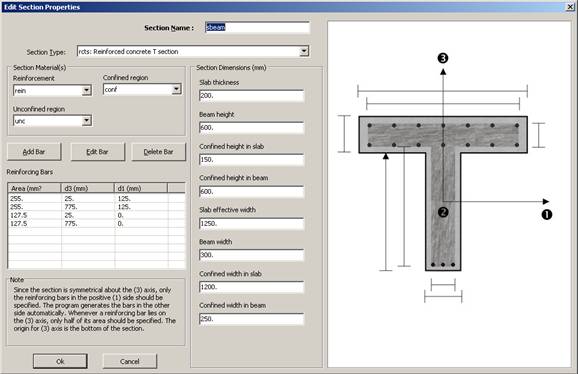 Edit Section Properties
Section Name : sbeam
Section Type: rcts: Reinforced concrete T section
Section Material(s)
Reinforcement
rein
Confined region
conf
Unconfined region
unc
Add Bar Edit Bar Delete Bar
Reinforcing Bars
Area (mm? d3 (mm) d1 (mm)
255. 25. 125.
255. 775. 125.
127.5 25. 0.
127.5 775. 0.
Note
Since the section is symmetrical about the (3) axis, only
the reinforcing bars in the positive (1) side should be
specified. The program generates the bars in the other
side automatically. Whenever a reinforcing bar lies on
the (3) axis, only half of its area should be specified. The
origin for (3) axis is the bottom of the section.
Ok Cancel
Section Dimensions (mm)
Slab thickness
200.
Beam height
600.
Confined height in slab
150.
Confined height in beam
600.
Slab effective width
1250.
Beam width
300.
Confined width in slab
1200.
Confined width in beam
250.
3
2
1